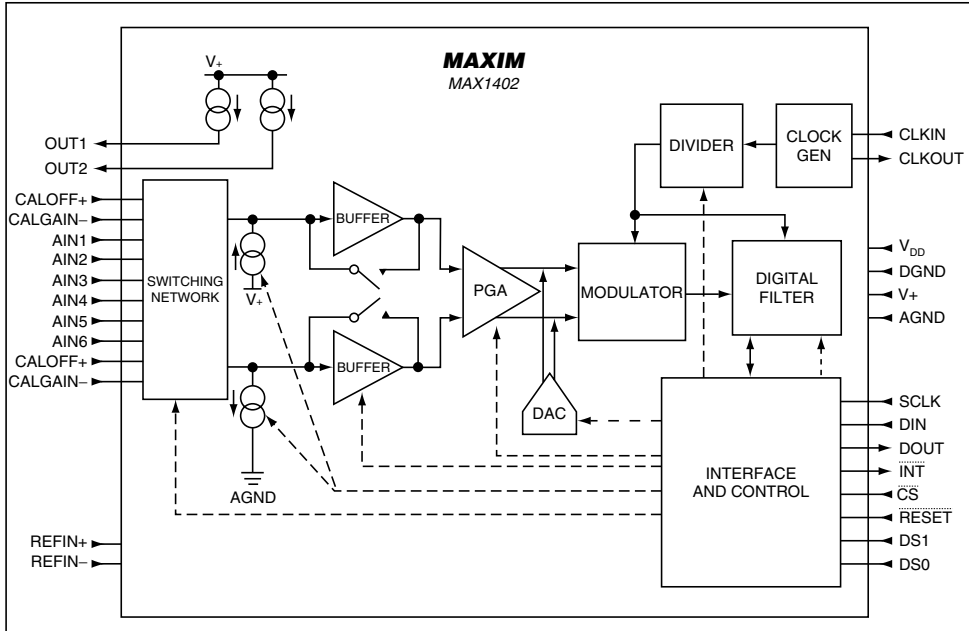 MAXIM
MAX1402
V+
OUT1
OUT2
CALOFF+
CALGAIN–
AIN1
AIN2
AIN3
AIN4
AIN5
AIN6
CALOFF+
CALGAIN–
REFIN+
REFIN–
SWITCHING
NETWORK
BUFFER
V+
BUFFER
AGND
PGA
DAC
MODULATOR
DIVIDER
CLOCK
GEN
DIGITAL
FILTER
INTERFACE
AND CONTROL
CLKIN
CLKOUT
VDD
DGND
V+
AGND
SCLK
DIN
DOUT
INT
CS
RESET
DS1
DS0